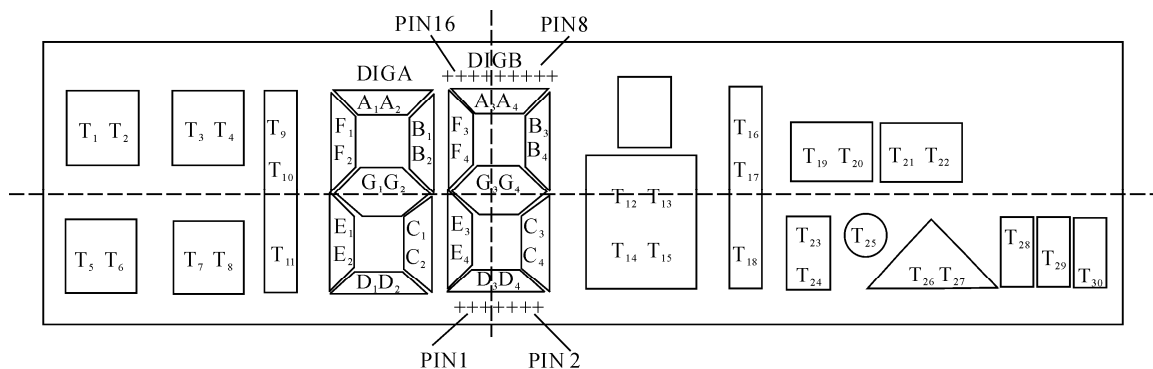 PIN16 PIN8
DIGB
DIGA
A₁A₂ A₃A₄
T₁ T₂ T₃ T₄ T₉ F₁ B₁ F₃ B₃ T₁₆
F₂ B₂ F₄ B₄ T₁₉ T₂₀ T₂₁ T₂₂
T₁₀ T₁₇
G₁G₂ G₃G₄
T₁₂ T₁₃
E₁ C₁ E₃ C₃ T₂₃ T₂₅ T₂₈
T₅ T₆ T₇ T₈ T₁₁ E₂ C₂ E₄ C₄ T₁₄ T₁₅ T₁₈ T₂₉
T₂₄ T₂₆ T₂₇ T₃₀
D₁D₂ D₃D₄
PIN1 PIN 2